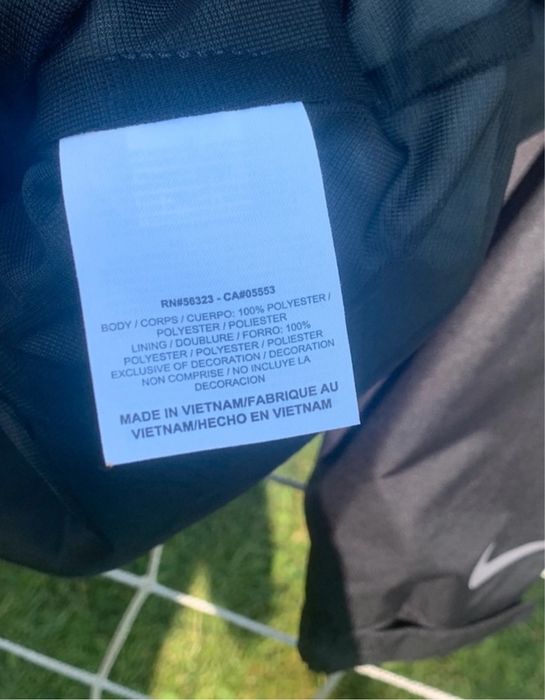 RN#56323 - CA#05553
BODY / CORPS / CUERPO: 100% POLYESTER /
POLYESTER / POLIESTER
LINING / DOUBLURE / FORRO: 100%
POLYESTER / POLYESTER / POLIESTER
EXCLUSIVE OF DECORATION / DECORATION
NON COMPRISE / NO INCLUYE LA
DECORACION
MADE IN VIETNAM/FABRIQUE AU
VIETNAM/HECHO EN VIETNAM